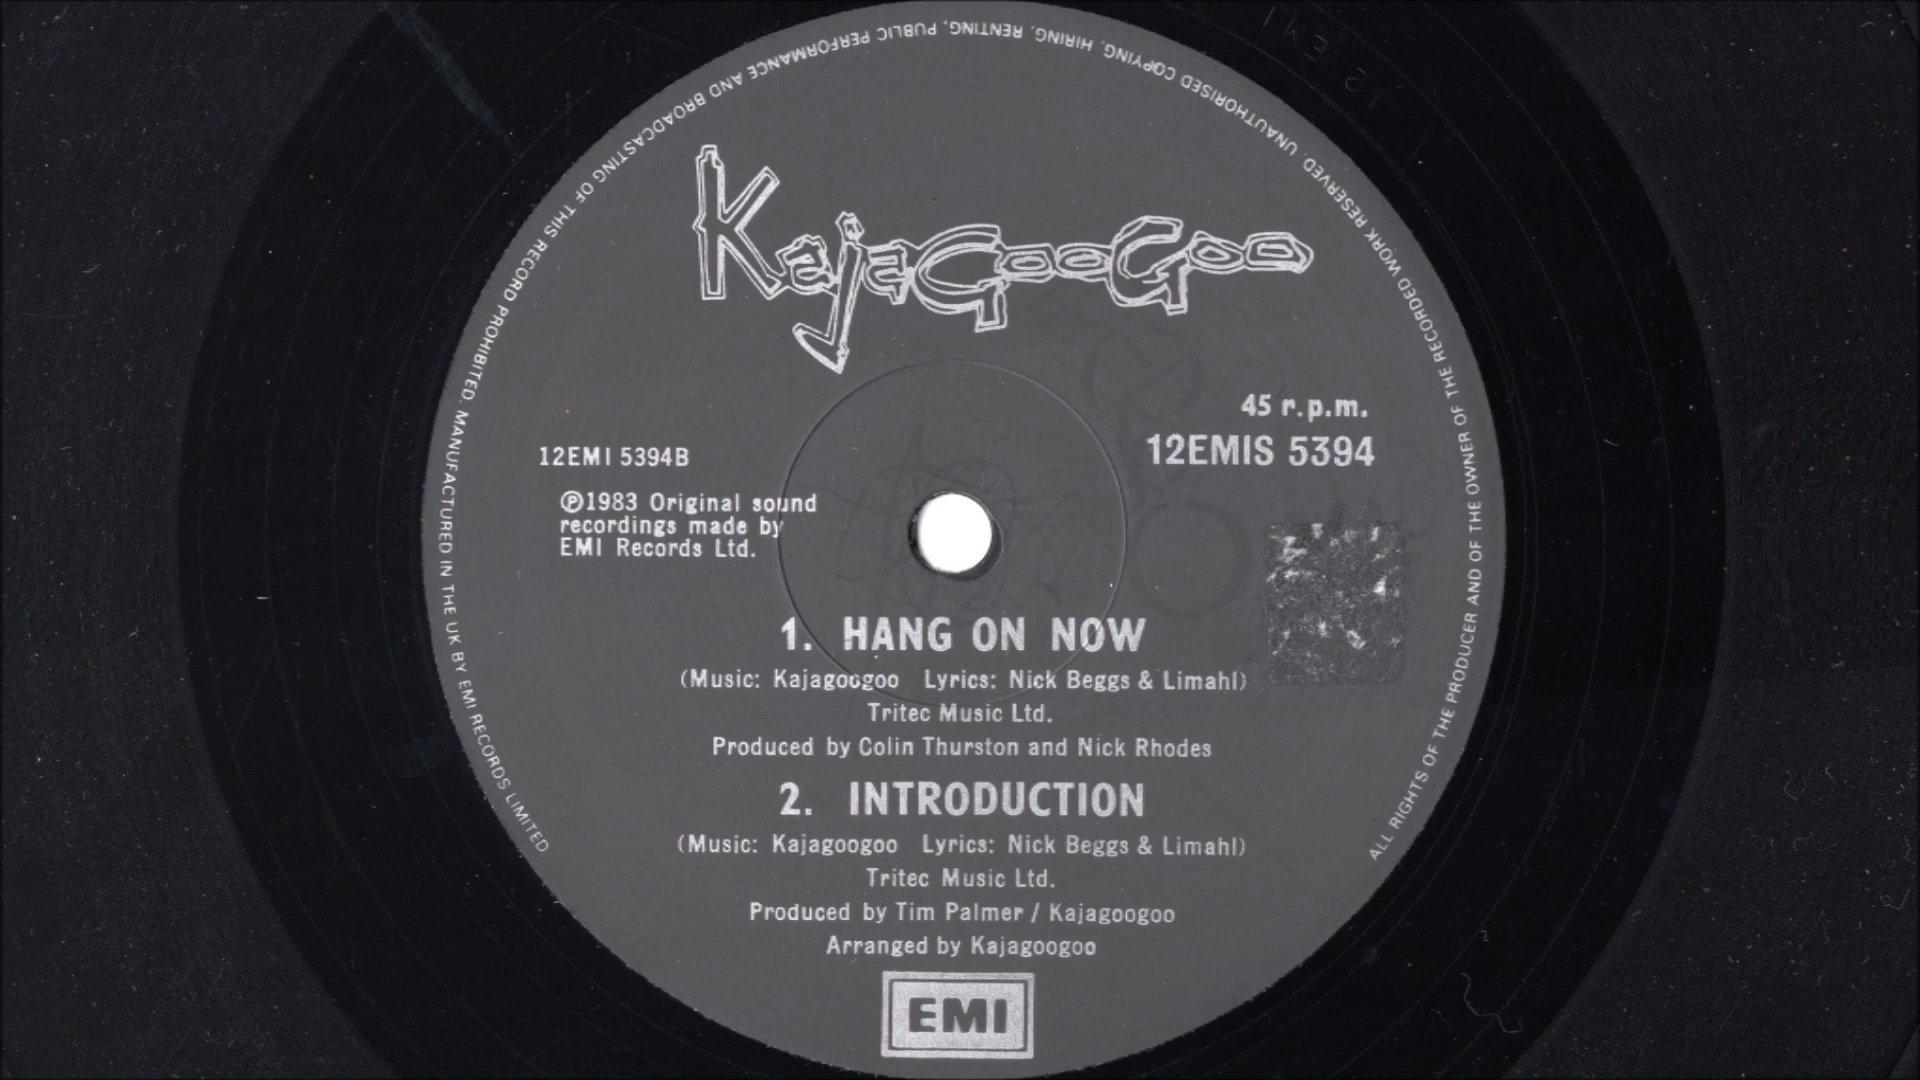 KajaGooGoo
45 r.p.m.
12EMIS 5394
12EMI 5394B
Ⓟ1983 Original sound
recordings made by
EMI Records Ltd.
1. HANG ON NOW
(Music: Kajagoogoo Lyrics: Nick Beggs & Limahl)
Tritec Music Ltd.
Produced by Colin Thurston and Nick Rhodes
2. INTRODUCTION
(Music: Kajagoogoo Lyrics: Nick Beggs & Limahl)
Tritec Music Ltd.
Produced by Tim Palmer / Kajagoogoo
Arranged by Kajagoogoo
EMI
ALL RIGHTS OF THE PRODUCER AND OF THE OWNER OF THE RECORDED WORK RESERVED. UNAUTHORISED COPYING, HIRING, RENTING, PUBLIC PERFORMANCE AND BROADCASTING OF THIS RECORD PROHIBITED. MANUFACTURED IN THE UK BY EMI RECORDS LIMITED
12 EMI